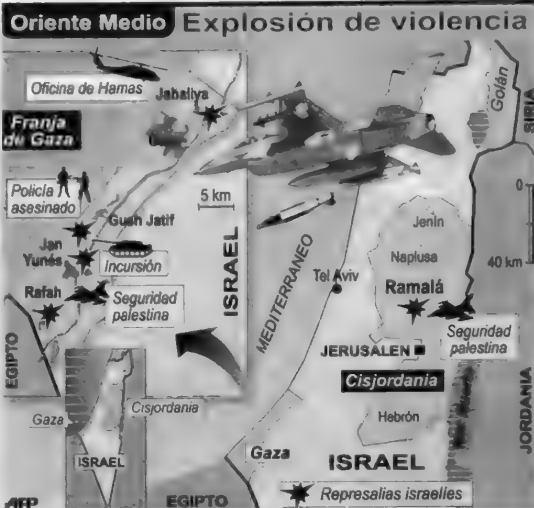 Oriente Medio Explosión de violencia
Oficina de Hamas
Jabaliya
Franja
de Gaza
Policía
asesinado
Gush Jatif
Jan
Yunés
Incursión
Rafah
Seguridad
palestina
5 km
ISRAEL
EGIPTO
Gaza
Cisjordania
ISRAEL
AFP
EGIPTO
MEDITERRANEO
Golán
SIRIA
0
40 km
Jenín
Naplusa
Tel Aviv
Ramalá
Seguridad
palestina
JERUSALEN
Cisjordania
Hebrón
JORDANIA
Gaza
ISRAEL
Represalias israelíes